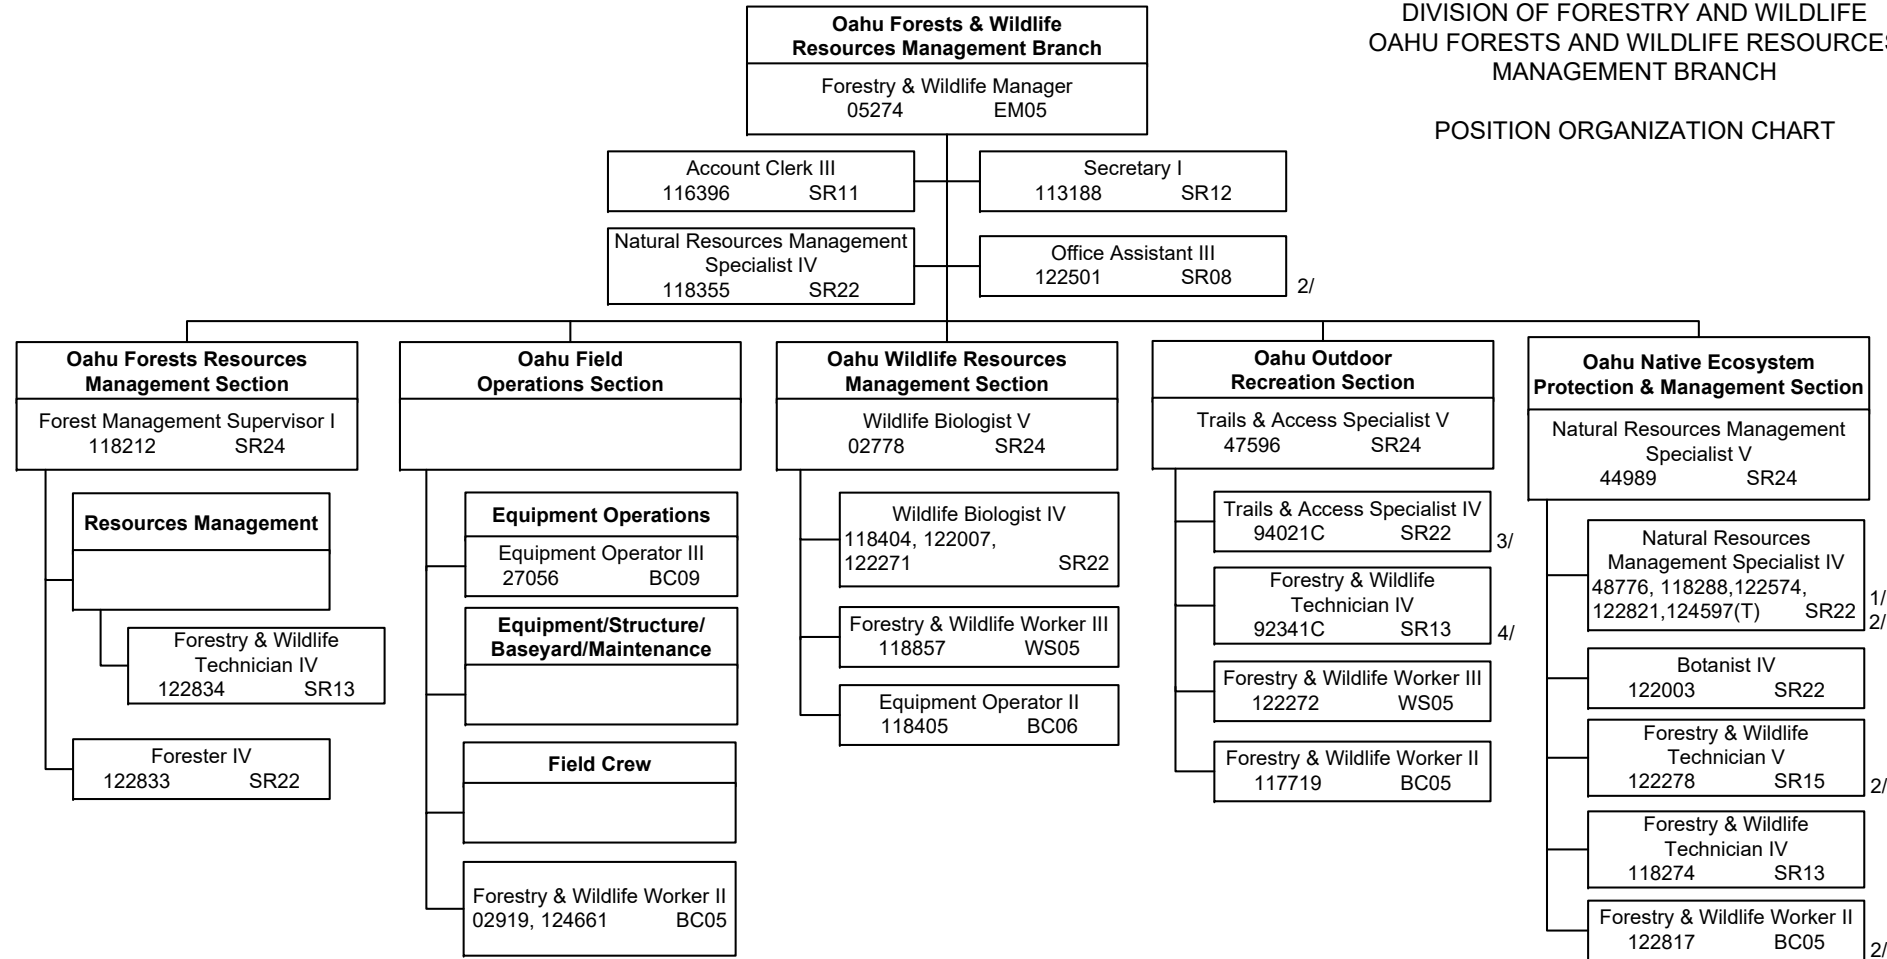 DIVISION OF FORESTRY AND WILDLIFE
OAHU FORESTS AND WILDLIFE RESOURCES
MANAGEMENT BRANCH
POSITION ORGANIZATION CHART
Oahu Forests & Wildlife
Resources Management Branch
Forestry & Wildlife Manager
05274 EM05
Account Clerk III
116396 SR11
Secretary I
113188 SR12
Natural Resources Management
Specialist IV
118355 SR22
Office Assistant III
122501 SR08
2/
Oahu Forests Resources
Management Section
Forest Management Supervisor I
118212 SR24
Resources Management
Forestry & Wildlife
Technician IV
122834 SR13
Forester IV
122833 SR22
Oahu Field
Operations Section
Equipment Operations
Equipment Operator III
27056 BC09
Equipment/Structure/
Baseyard/Maintenance
Field Crew
Forestry & Wildlife Worker II
02919, 124661 BC05
Oahu Wildlife Resources
Management Section
Wildlife Biologist V
02778 SR24
Wildlife Biologist IV
118404, 122007,
122271 SR22
Forestry & Wildlife Worker III
118857 WS05
Equipment Operator II
118405 BC06
Oahu Outdoor
Recreation Section
Trails & Access Specialist V
47596 SR24
Trails & Access Specialist IV
94021C SR22
3/
Forestry & Wildlife
Technician IV
92341C SR13
4/
Forestry & Wildlife Worker III
122272 WS05
Forestry & Wildlife Worker II
117719 BC05
Oahu Native Ecosystem
Protection & Management Section
Natural Resources Management
Specialist V
44989 SR24
Natural Resources
Management Specialist IV
48776, 118288,122574,
122821,124597(T) SR22
1/
2/
Botanist IV
122003 SR22
Forestry & Wildlife
Technician V
122278 SR15
2/
Forestry & Wildlife
Technician IV
118274 SR13
Forestry & Wildlife Worker II
122817 BC05
2/